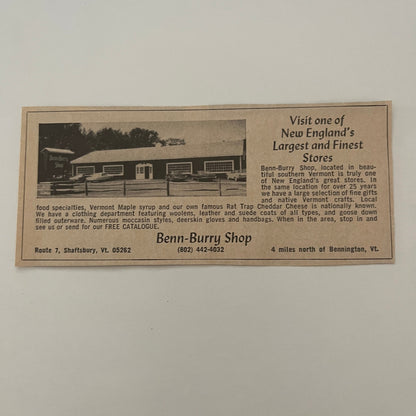 Benn-Burry
Shop
Visit one of
New England's
Largest and Finest
Stores
Benn-Burry Shop, located in beau-
tiful southern Vermont is truly one
of New England's great stores. In
the same location for over 25 years
we have a large selection of fine gifts
and native Vermont crafts. Local
food specialties, Vermont Maple syrup and our own famous Rat Trap Cheddar Cheese is nationally known.
We have a clothing department featuring woolens, leather and suede coats of all types, and goose down
filled outerware. Numerous moccasin styles, deerskin gloves and handbags. When in the area, stop in and
see us or send for our FREE CATALOGUE.
Benn-Burry Shop
Route 7, Shaftsbury, Vt. 05262
(802) 442-4032
4 miles north of Bennington, Vt.